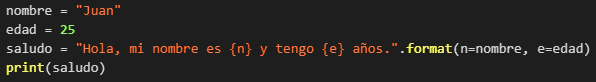 nombre = "Juan"
edad = 25
saludo = "Hola, mi nombre es {n} y tengo {e} años.".format(n=nombre, e=edad)
print(saludo)